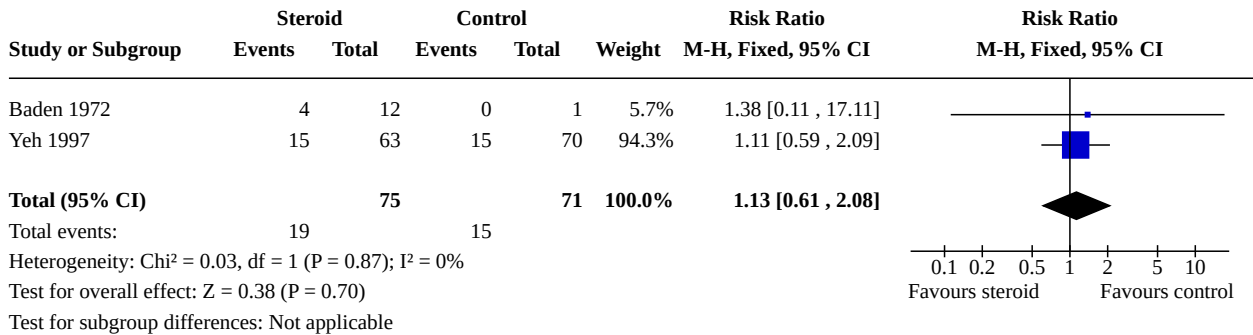 Steroid Control Risk Ratio Risk Ratio
Study or Subgroup Events Total Events Total Weight M-H, Fixed, 95% CI M-H, Fixed, 95% CI
Baden 1972 4 12 0 1 5.7% 1.38 [0.11 , 17.11]
Yeh 1997 15 63 15 70 94.3% 1.11 [0.59 , 2.09]
Total (95% CI) 75 71 100.0% 1.13 [0.61 , 2.08]
Total events: 19 15
Heterogeneity: Chi² = 0.03, df = 1 (P = 0.87); I² = 0%
0.1 0.2 0.5 1 2 5 10
Test for overall effect: Z = 0.38 (P = 0.70) Favours steroid Favours control
Test for subgroup differences: Not applicable